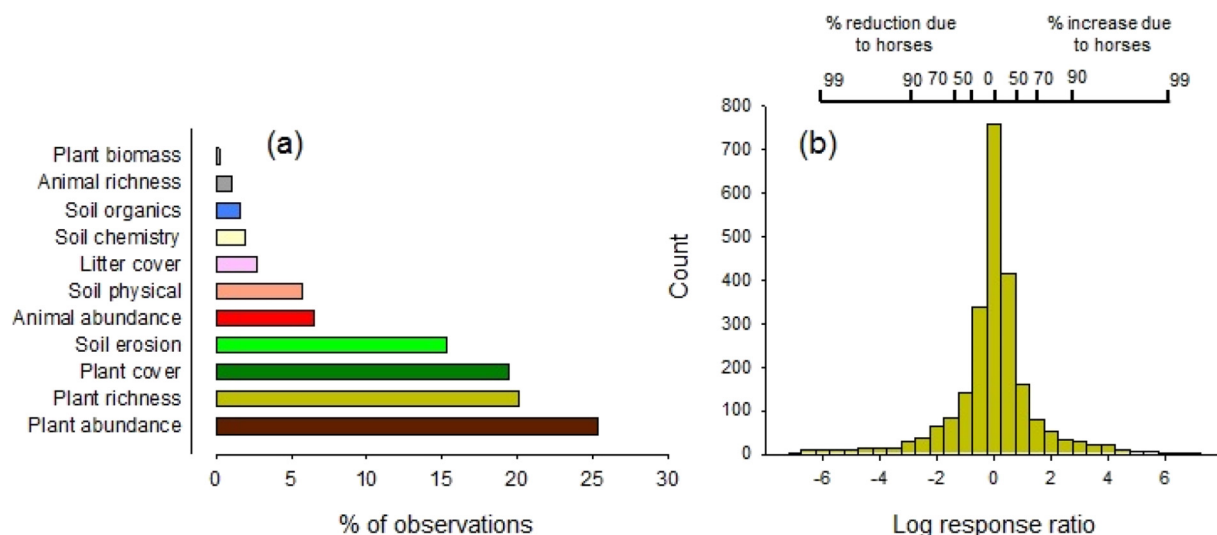 (a)
Plant biomass
Animal richness
Soil organics
Soil chemistry
Litter cover
Soil physical
Animal abundance
Soil erosion
Plant cover
Plant richness
Plant abundance
0 5 10 15 20 25 30
% of observations
% reduction due
to horses
% increase due
to horses
99 90 70 50 0 50 70 90 99
(b)
800
700
600
500
400
300
200
100
0
Count
-6 -4 -2 0 2 4 6
Log response ratio